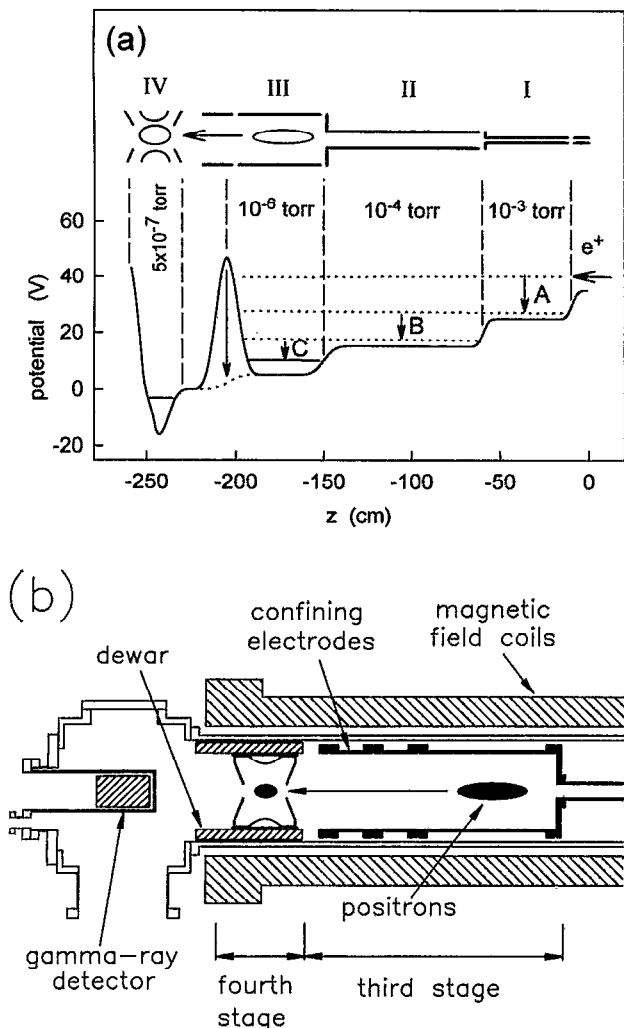 (a)
IV
III
II
I
5x10⁻⁷ torr
10⁻⁶ torr
10⁻⁴ torr
10⁻³ torr
e⁺
60
40
20
0
-20
potential (V)
A
B
C
-250
-200
-150
-100
-50
0
z (cm)
(b)
confining
electrodes
magnetic
field coils
dewar
positrons
gamma-ray
detector
fourth
stage
third stage